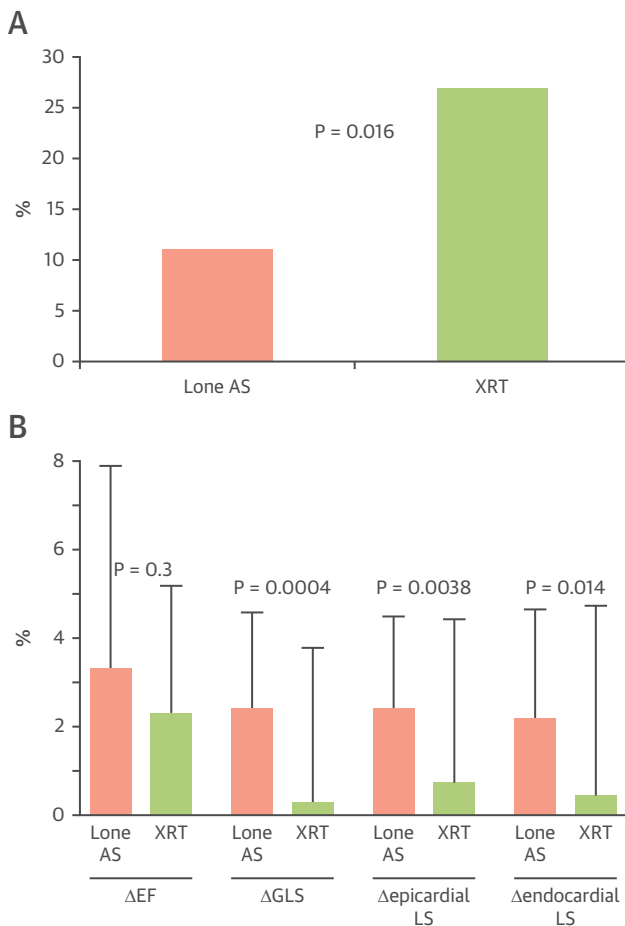 A
30
25
20
15
10
5
0
%
P = 0.016
Lone AS
XRT
B
8
6
4
2
0
%
P = 0.3
P = 0.0004
P = 0.0038
P = 0.014
Lone AS
XRT
Lone AS
XRT
Lone AS
XRT
Lone AS
XRT
ΔEF
ΔGLS
Δepicardial
LS
Δendocardial
LS